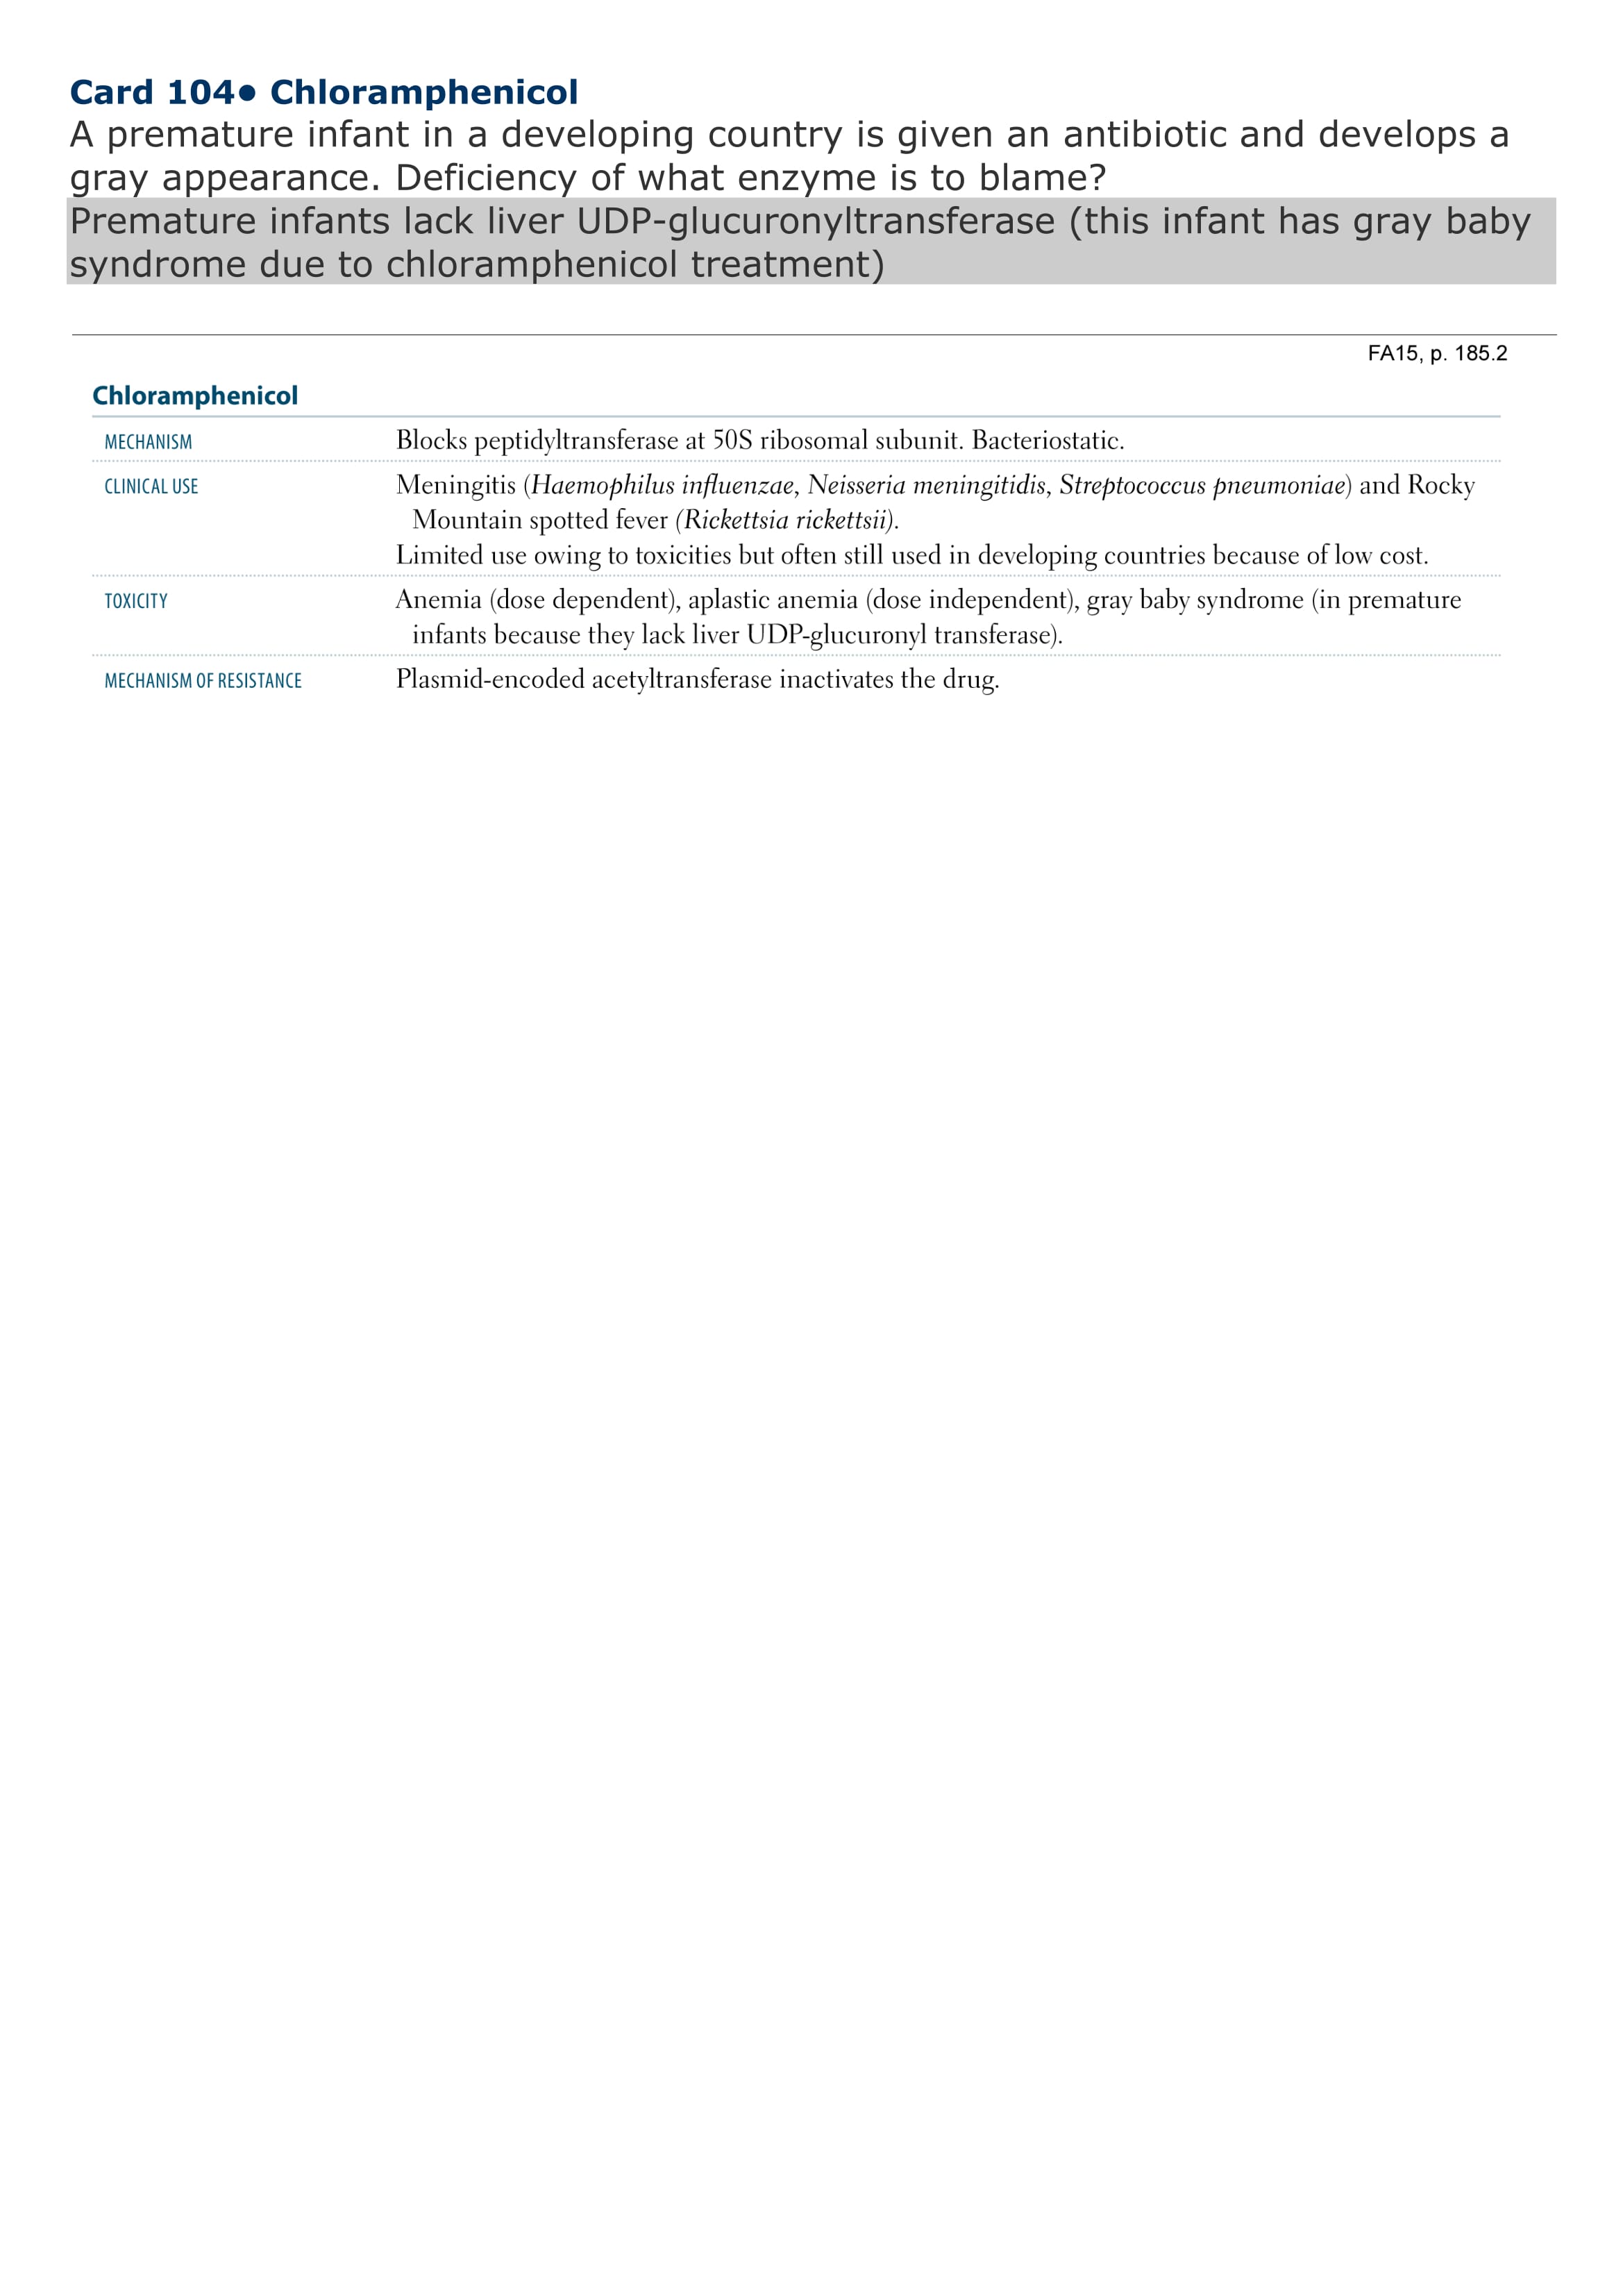 Card 104● Chloramphenicol
A premature infant in a developing country is given an antibiotic and develops a
gray appearance. Deficiency of what enzyme is to blame?
Premature infants lack liver UDP-glucuronyltransferase (this infant has gray baby
syndrome due to chloramphenicol treatment)
FA15, p. 185.2
Chloramphenicol
MECHANISM Blocks peptidyltransferase at 50S ribosomal subunit. Bacteriostatic.
CLINICAL USE Meningitis (Haemophilus influenzae, Neisseria meningitidis, Streptococcus pneumoniae) and Rocky
Mountain spotted fever (Rickettsia rickettsii).
Limited use owing to toxicities but often still used in developing countries because of low cost.
TOXICITY Anemia (dose dependent), aplastic anemia (dose independent), gray baby syndrome (in premature
infants because they lack liver UDP-glucuronyl transferase).
MECHANISM OF RESISTANCE Plasmid-encoded acetyltransferase inactivates the drug.